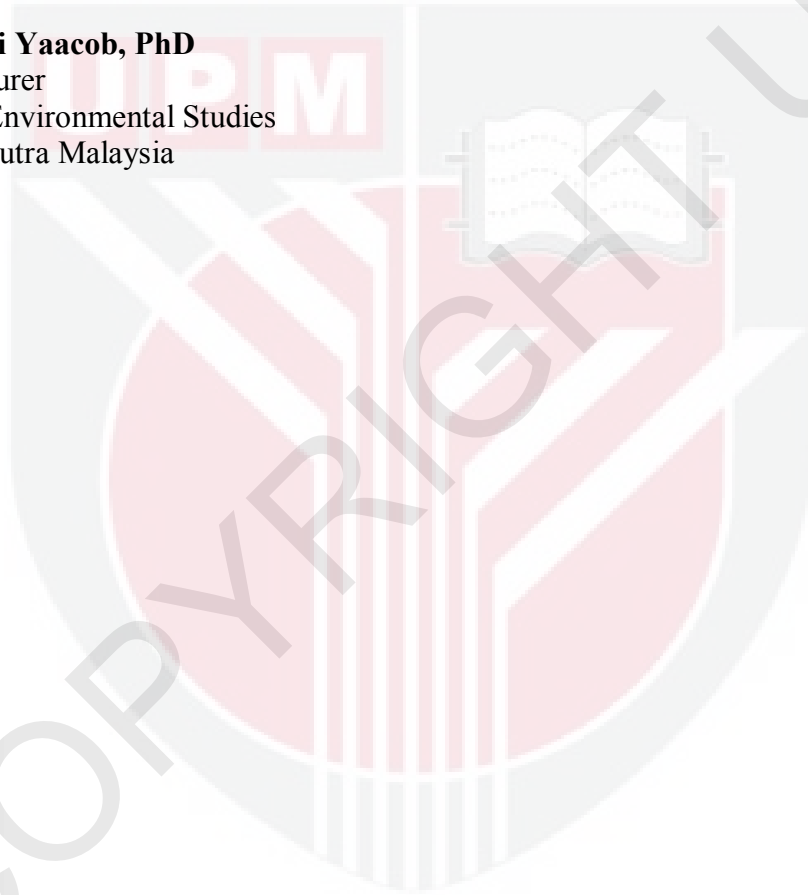 i Yaacob, PhD
urer
Environmental Studies
utra Malaysia
UPM
COPYRIGHT U